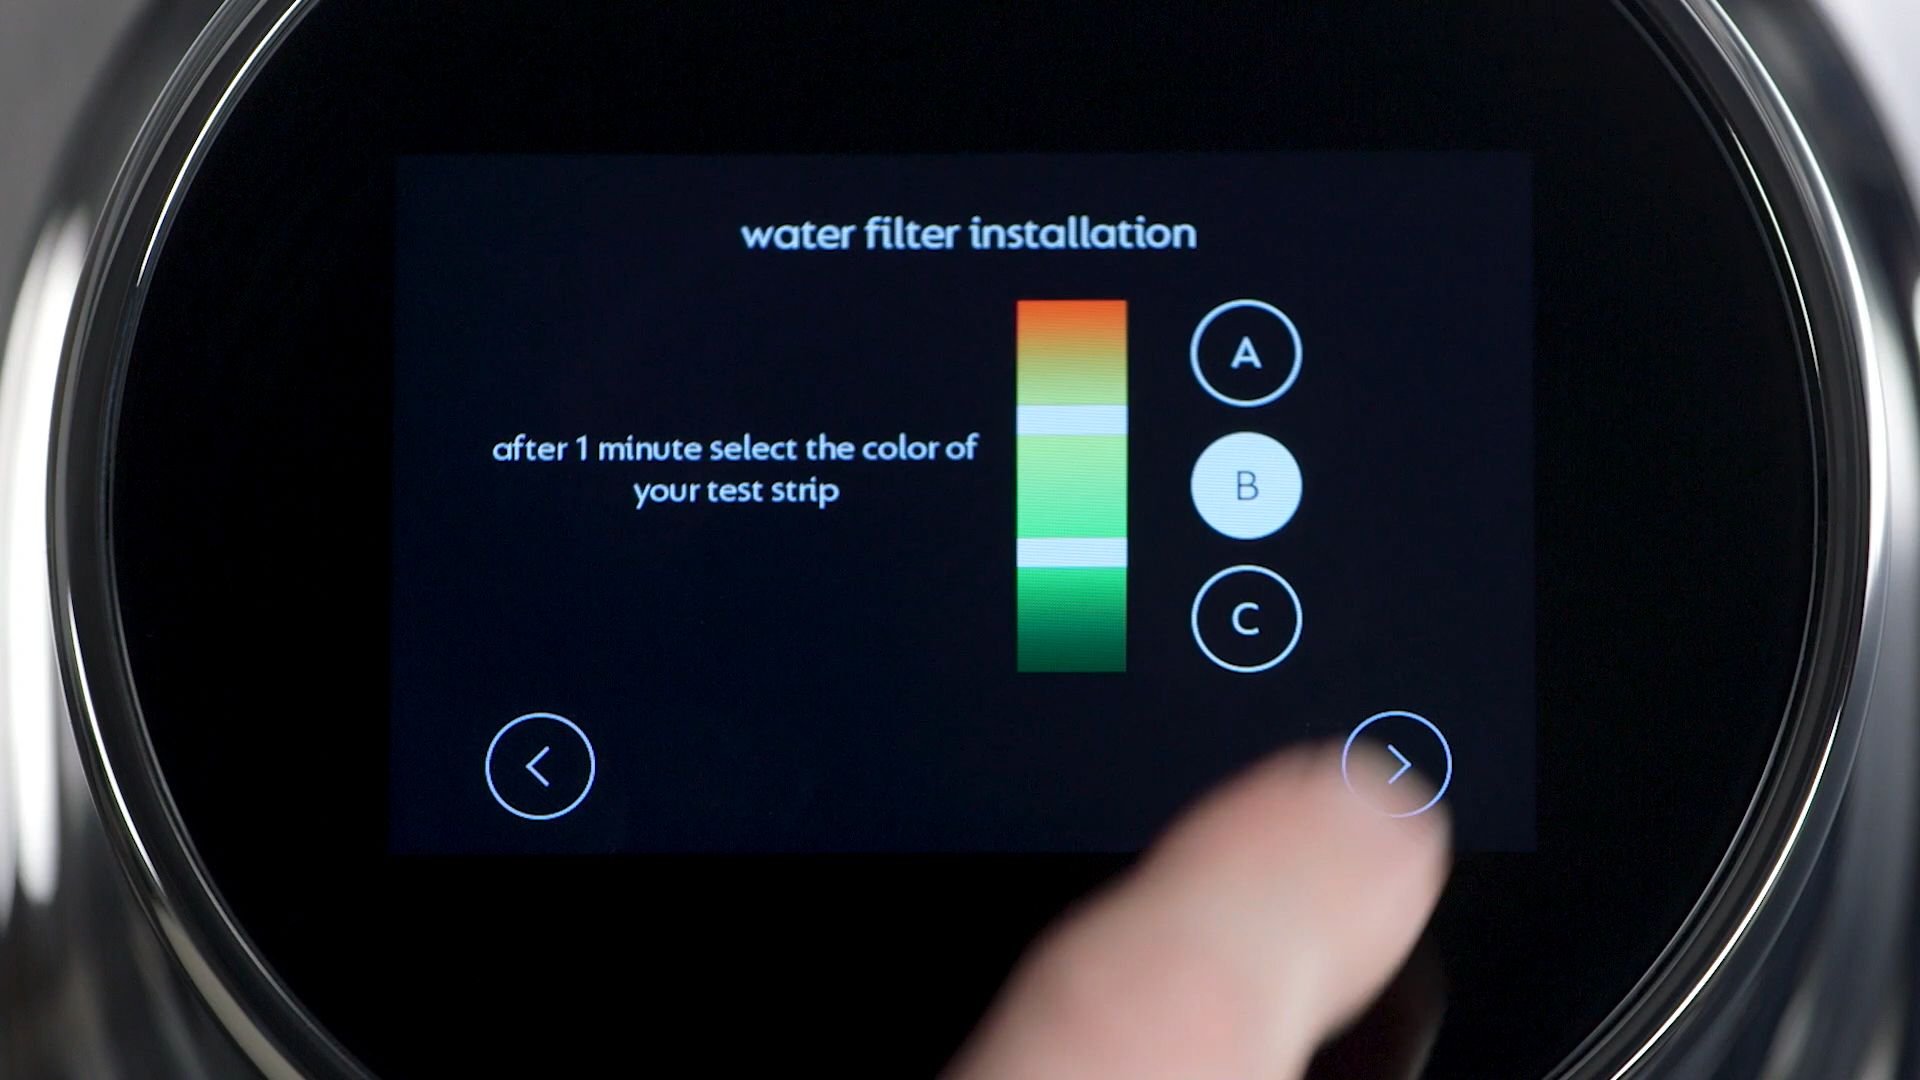 water filter installation
after 1 minute select the color of
your test strip
A
B
C